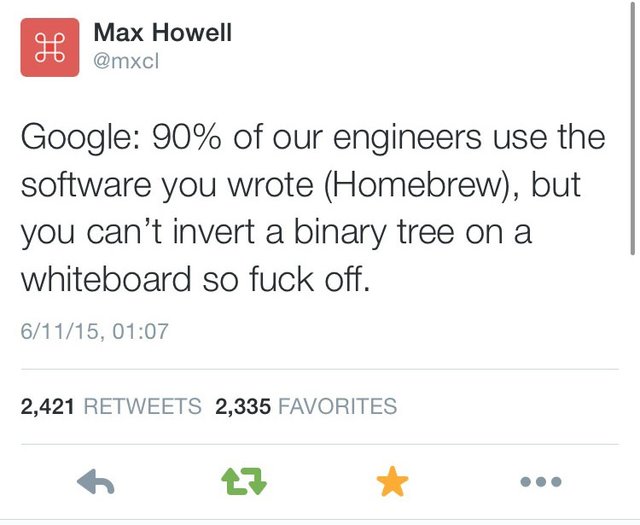 Max Howell
@mxcl
Google: 90% of our engineers use the
software you wrote (Homebrew), but
you can’t invert a binary tree on a
whiteboard so fuck off.
6/11/15, 01:07
2,421 RETWEETS 2,335 FAVORITES